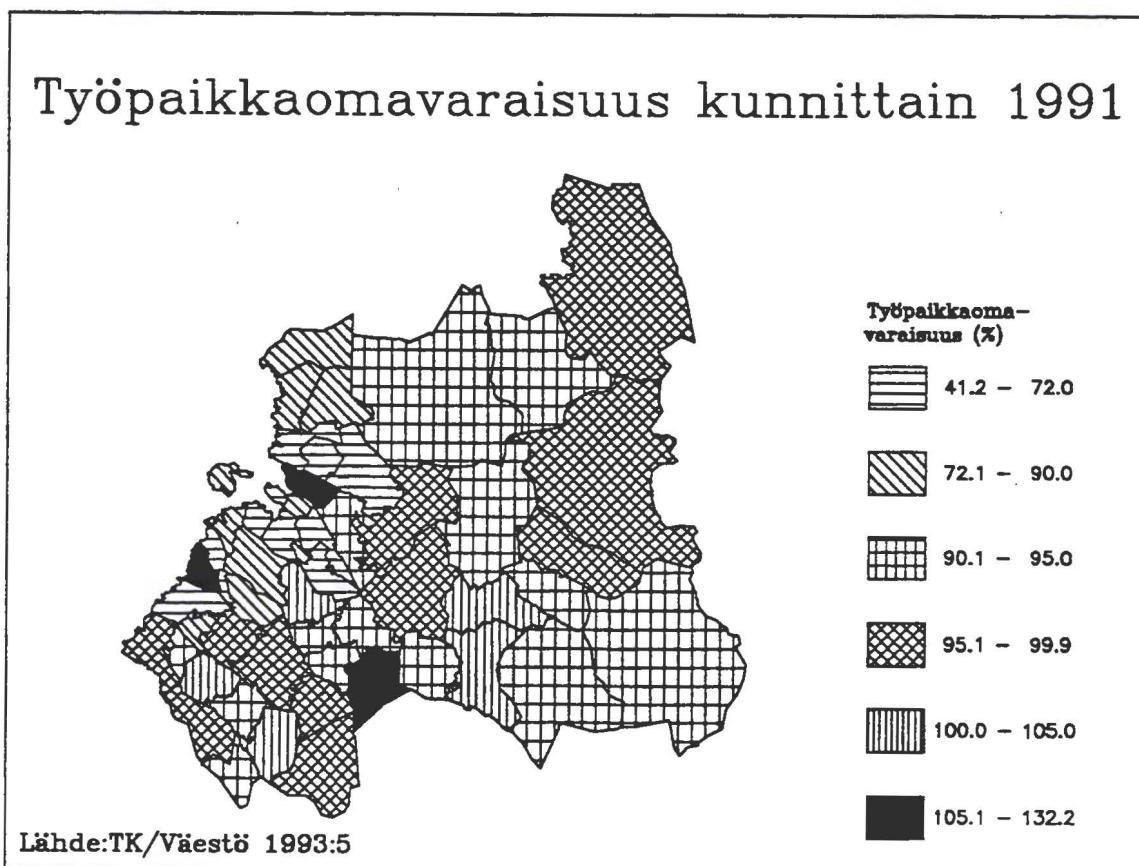 Työpaikkaomavaraisuus kunnittain 1991
Työpaikkaoma-
varaisuus (%)
41.2 - 72.0
72.1 - 90.0
90.1 - 95.0
95.1 - 99.9
100.0 - 105.0
105.1 - 132.2
Lähde:TK/Väestö 1993:5